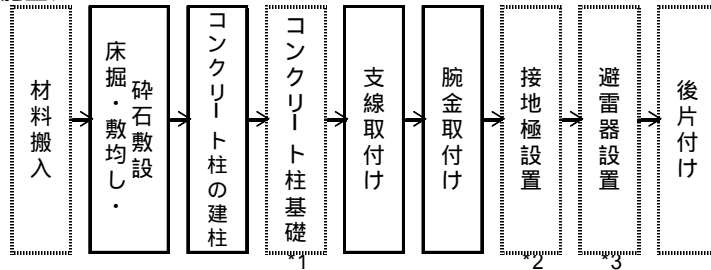 材料搬入
床掘・敷均し・
砕石敷設
コンクリート柱の建柱
コンクリート柱基礎
*1
支線取付け
腕金取付け
接地極設置
*2
避雷器設置
*3
後片付け